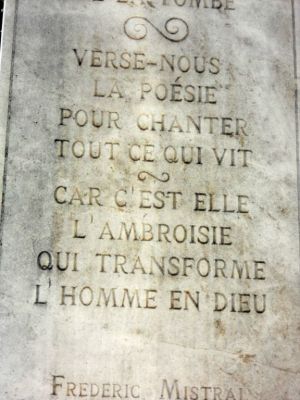 TOMBE
VERSE-NOUS
LA POÉSIE
POUR CHANTER
TOUT CE QUI VIT
CAR C'EST ELLE
L'AMBROISIE
QUI TRANSFORME
L'HOMME EN DIEU
FREDERIC MISTRAL